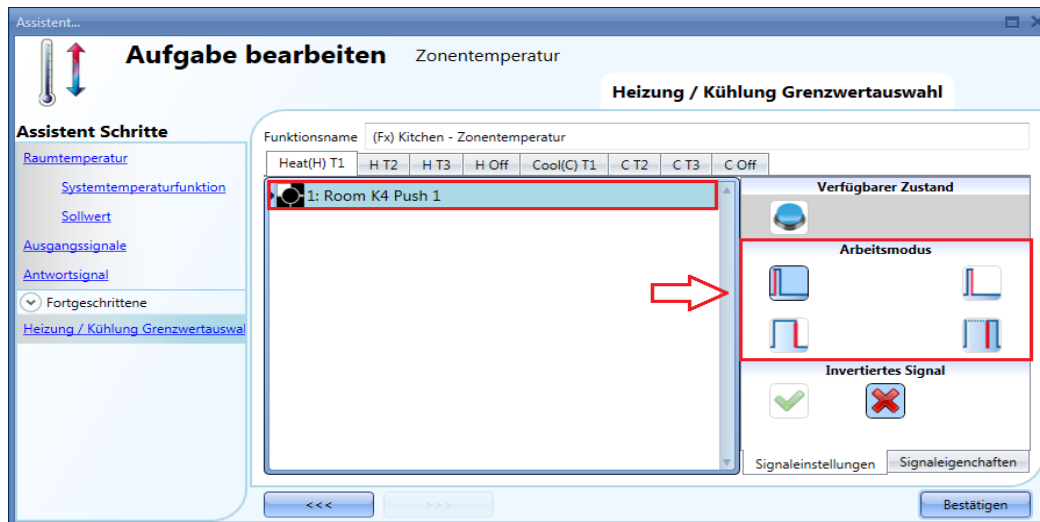 Assistent...
Aufgabe bearbeiten Zonentemperatur
Heizung / Kühlung Grenzwertauswahl
Assistent Schritte
Raumtemperatur
Systemtemperaturfunktion
Sollwert
Ausgangssignale
Antwortsignal
Fortgeschrittene
Heizung / Kühlung Grenzwertauswal
Funktionsname (Fx) Kitchen - Zonentemperatur
Heat(H) T1 H T2 H T3 H Off Cool(C) T1 C T2 C T3 C Off
1: Room K4 Push 1
Verfügbarer Zustand
Arbeitsmodus
Invertiertes Signal
Signaleinstellungen Signaleigenchaften
<<< >>> Bestätigen